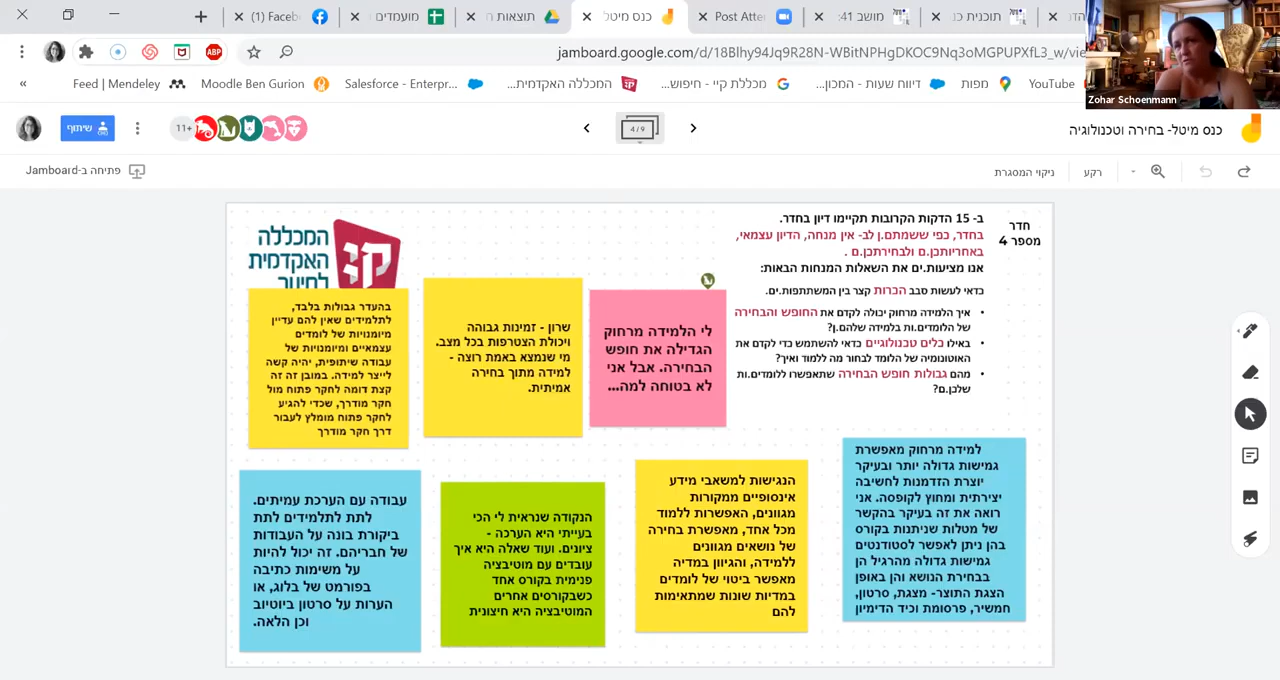 (1) Faceb
מועמדים
תוצאות
כנס מיטל
Post Atte
מושב 41:
תוכנית כנ
jamboard.google.com/d/18Blhy94Jq9R28N-WBitNPHgDKOC9Nq3oMGPUPXfL3_w/vie
ABP
«
Feed | Mendeley
Moodle Ben Gurion
Salesforce - Enterpr...
המכללה האקדמית...
מכללת קיי - חיפוש...
דיווח שעות - המכון...
מפות
YouTube
Zohar Schoenmann
כנס מיטל- בחירה וטכנולוגיה
4/9
11+
שיתוף
רקע
ניקוי המסגרת
פתיחה ב-Jamboard
חדר
מספר 4
ב- 15 הדקות הקרובות תקיימו דיון בחדר.
בחדר, כפי ששמתם.ן לב- אין מנחה, הדיון עצמאי,
באחריותכן.ם ולבחירתכן.ם .
אנו מציעות.ים את השאלות המנחות הבאות:
כדאי לעשות סבב הכרות קצר בין המשתתפות.ים.
• איך הלמידה מרחוק יכולה לקדם את החופש והבחירה
של הלומדים.ות בלמידה שלהם.ן?
• באילו כלים טכנולוגיים כדאי להשתמש כדי לקדם את
האוטונומיה של הלומד לבחור מה ללמוד ואיך?
• מהם גבולות חופש הבחירה שתאפשרו ללומדים.ות
שלכן.ם?
המכללה
האקדמית
לחינוך
קיי
לי הלמידה מרחוק
הגדילה את חופש
הבחירה. אבל אני
לא בטוחה למה...
שרון - זמינות גבוהה
ויכולת הצטרפות בכל מצב.
מי שנמצא באמת רוצה -
למידה מתוך בחירה
אמיתית.
בהעדר גבולות בלבד,
לתלמידים שאין להם עדיין
מיומנויות של לומדים
עצמאיים ומיומנויות של
עבודה שיתופית, יהיה קשה
לייצר למידה. במובן זה זה
קצת דומה לחקר פתוח מול
חקר מודרך, שכדי להגיע
לחקר פתוח מומלץ לעבור
דרך חקר מודרך
למידה מרחוק מאפשרת
גמישות גדולה יותר ובעיקר
יוצרת הזדמנות לחשיבה
יצירתית ומחוץ לקופסה. אני
רואה את זה בעיקר בהקשר
של מטלות שניתנות בקורס
בהן ניתן לאפשר לסטודנטים
גמישות גדולה מהרגיל הן
בבחירת הנושא והן באופן
הצגת התוצר- מצגת, סרטון,
חמשיר, פרסומת וכיד הדימיון
הנגישות למשאבי מידע
אינסופיים ממקורות
מגוונים, האפשרות ללמוד
מכל אחד, מאפשרת בחירה
של נושאים מגוונים
ללמידה, והגיוון במדיה
מאפשר ביטוי של לומדים
במדיות שונות שמתאימות
להם
הנקודה שנראית לי הכי
בעייתי היא הערכה -
ציונים. ועוד שאלה היא איך
עובדים עם מוטיבציה
פנימית בקורס אחד
כשבקורסים אחרים
המוטיבציה היא חיצונית
עבודה עם הערכת עמיתים.
לתת לתלמידים לתת
ביקורת בונה על העבודות
של חבריהם. זה יכול להיות
על משימות כתיבה
בפורמט של בלוג, או
הערות על סרטון ביוטיוב
וכן הלאה.